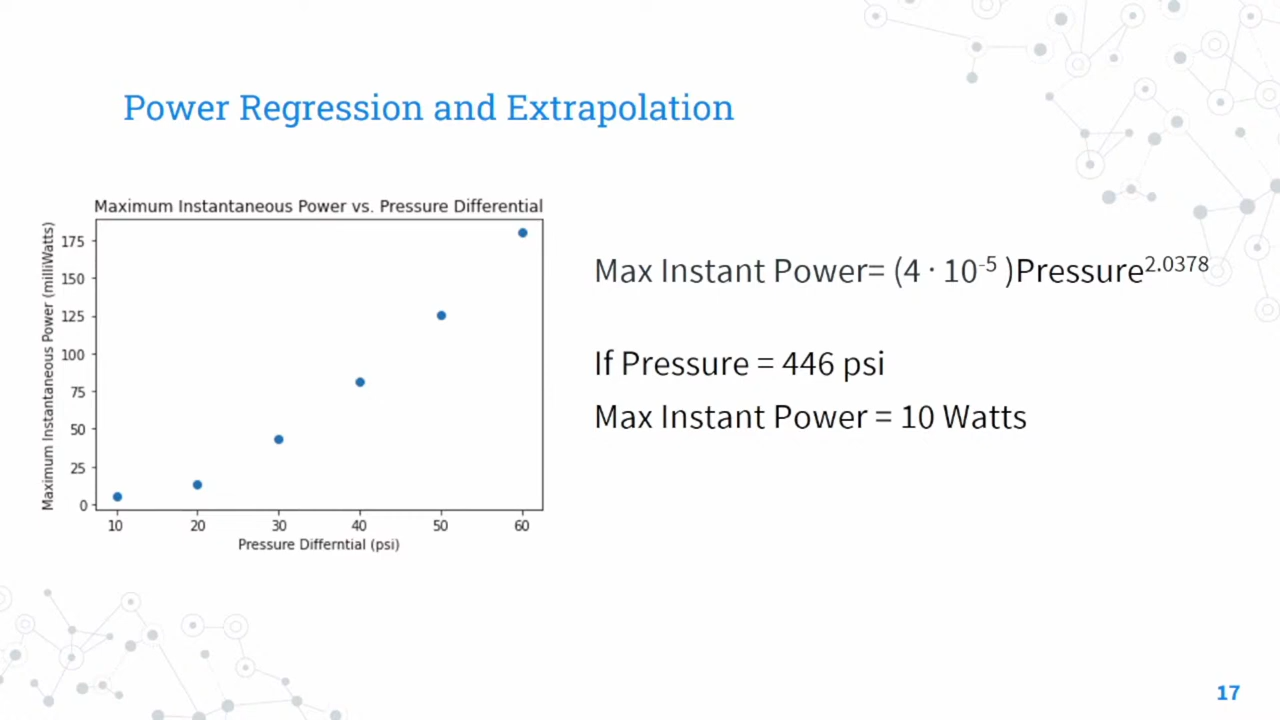 Power Regression and Extrapolation
Maximum Instantaneous Power vs. Pressure Differential
Maximum Instantaneous Power (milliWatts)
175
150
125
100
75
50
25
0
10 20 30 40 50 60
Pressure Differntial (psi)
Max Instant Power= (4 · 10⁻⁵ )Pressure²·⁰³⁷⁸
If Pressure = 446 psi
Max Instant Power = 10 Watts
17